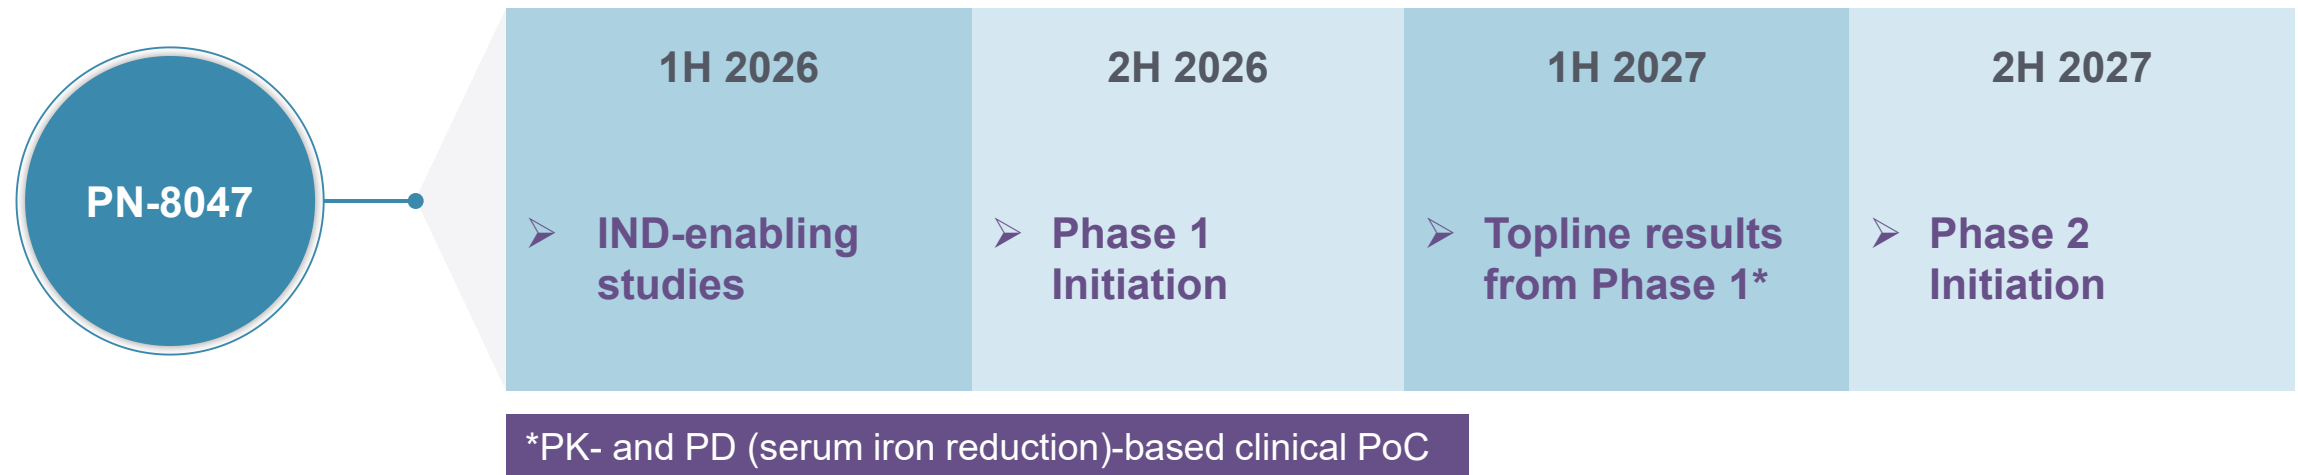 PN-8047
1H 2026
2H 2026
1H 2027
2H 2027
➢ IND-enabling
studies
➢ Phase 1
Initiation
➢ Topline results
from Phase 1*
➢ Phase 2
Initiation
*PK- and PD (serum iron reduction)-based clinical PoC